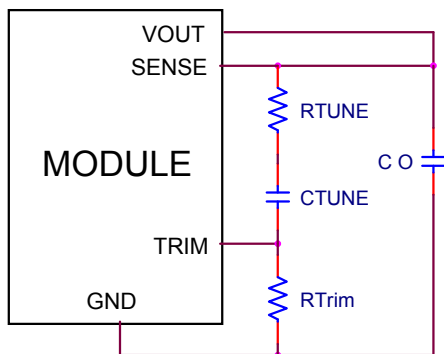 VOUT
SENSE
RTUNE
MODULE
C O
CTUNE
TRIM
GND
RTrim